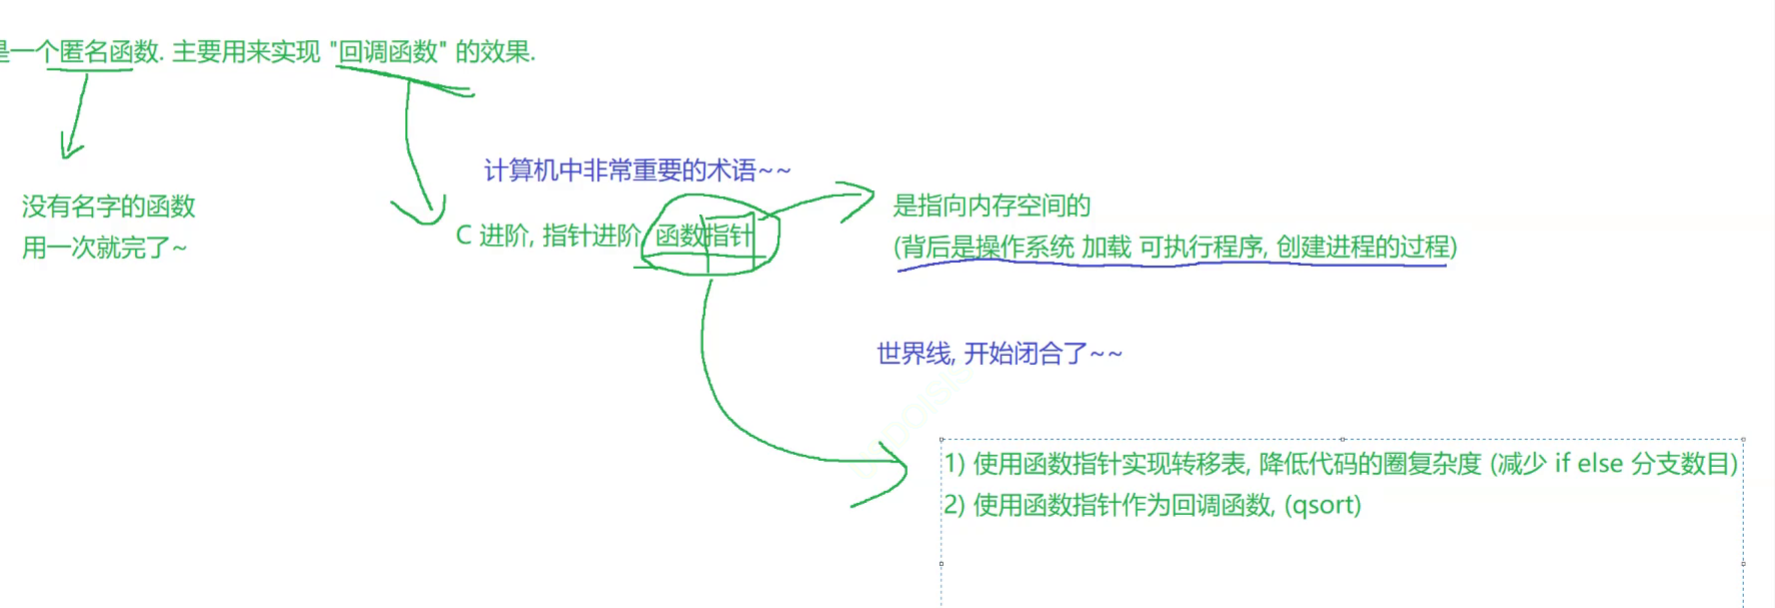 是一个匿名函数. 主要用来实现 "回调函数" 的效果.
计算机中非常重要的术语~~
没有名字的函数
用一次就完了~
C 进阶, 指针进阶, 函数指针
是指向内存空间的
(背后是操作系统 加载 可执行程序, 创建进程的过程)
世界线, 开始闭合了~~
1) 使用函数指针实现转移表, 降低代码的圈复杂度 (减少 if else 分支数目)
2) 使用函数指针作为回调函数, (qsort)